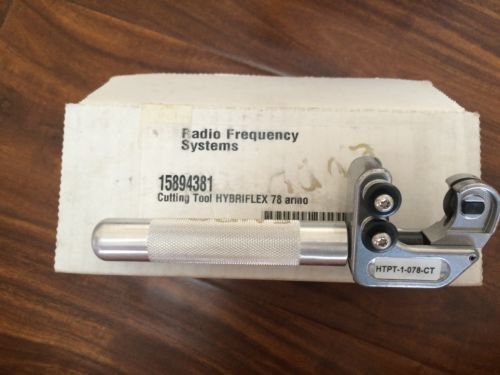 Radio Frequency
Systems
15894381
Cutting Tool HYBRIFLEX 78 armo
HTPT-1-078-CT